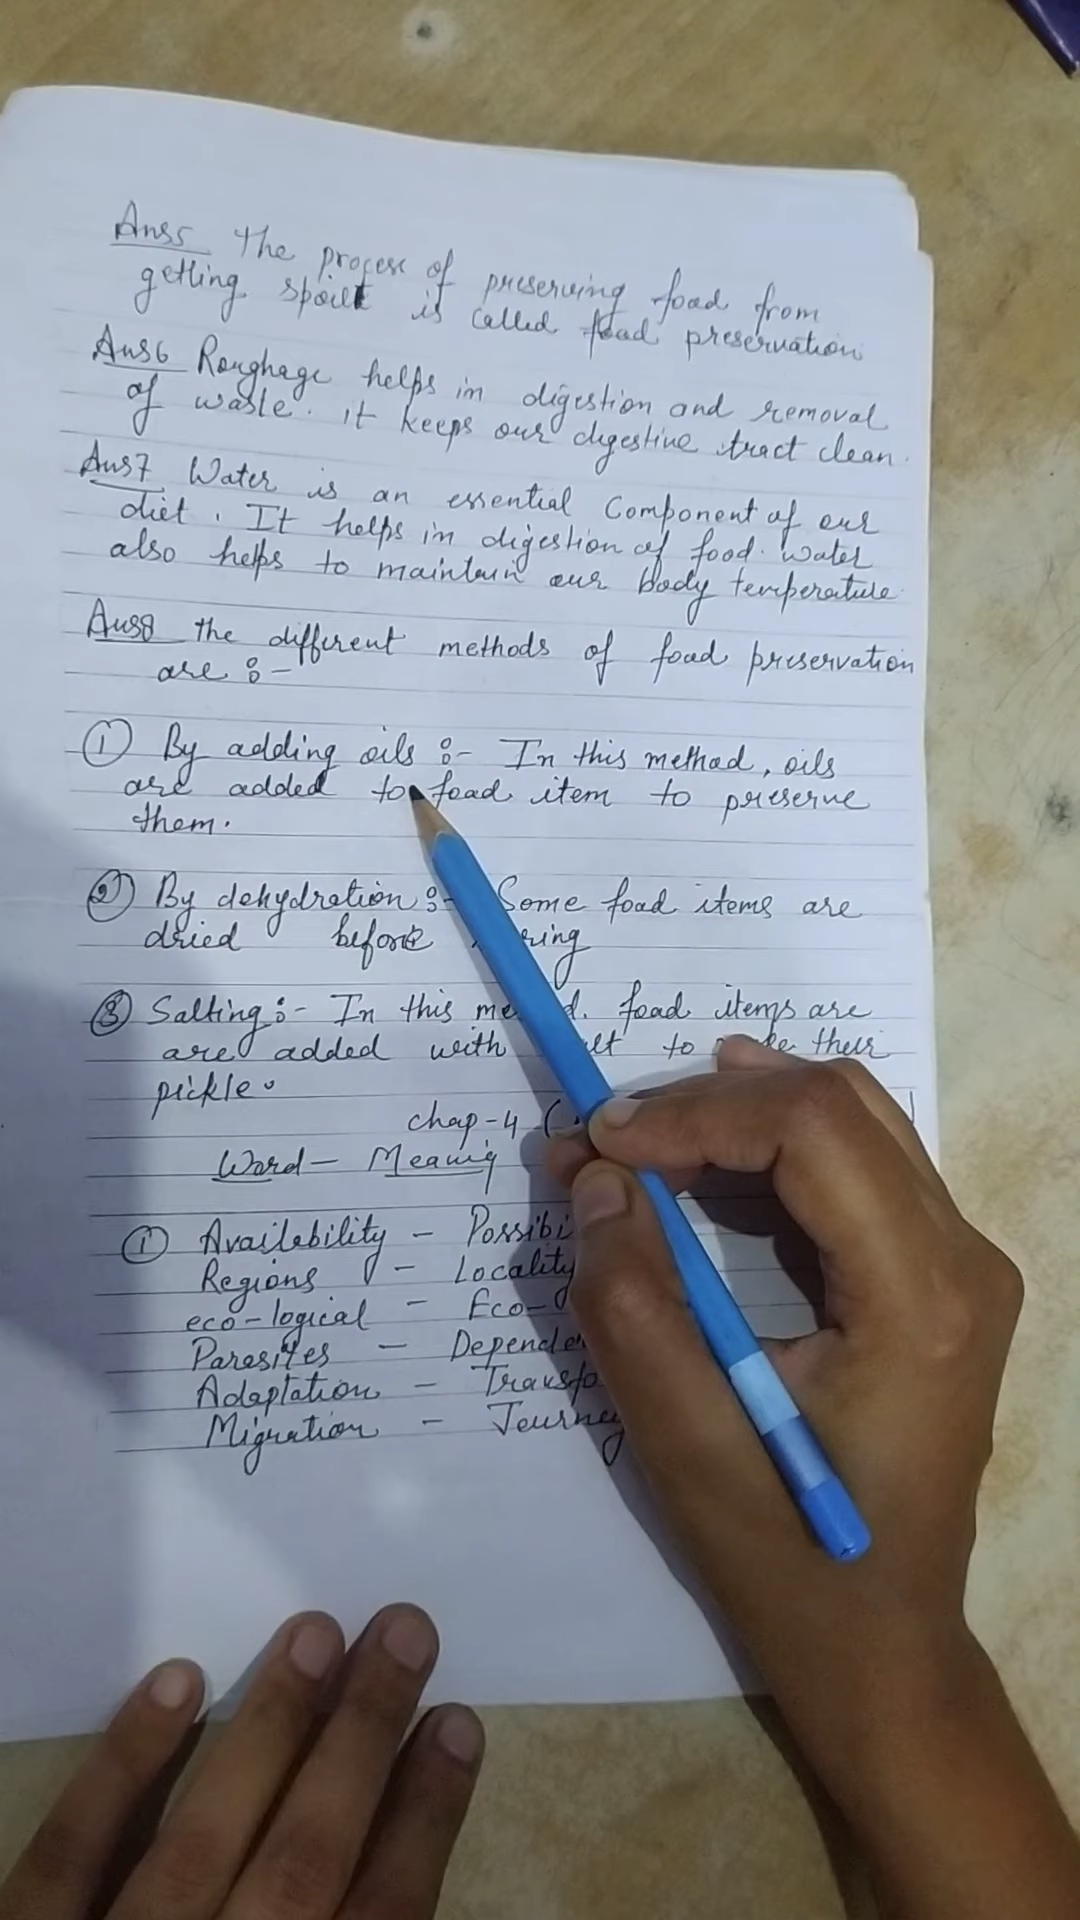 Ans5 The process of preserving food from
getting spoilt is called food preservation
Ans6 Roughage helps in digestion and removal
of waste. it keeps our digestive tract clean.
Ans7 Water is an essential Component of our
diet. It helps in digestion of food. water
also helps to maintain our body temperature.
Ans8 the different methods of food preservation
are :-
① By adding oils :- In this method, oils
are added to food item to preserve
them.
② By dehydration :- Some food items are
dried before
③ Salting :- In this food items are
are added with to their
pickle.
chap-4 (
Word - Meanig
① Availability -
Regions - Locality
eco-logical - Eco-
Parasites -
Adaptation -
Migration - Journey